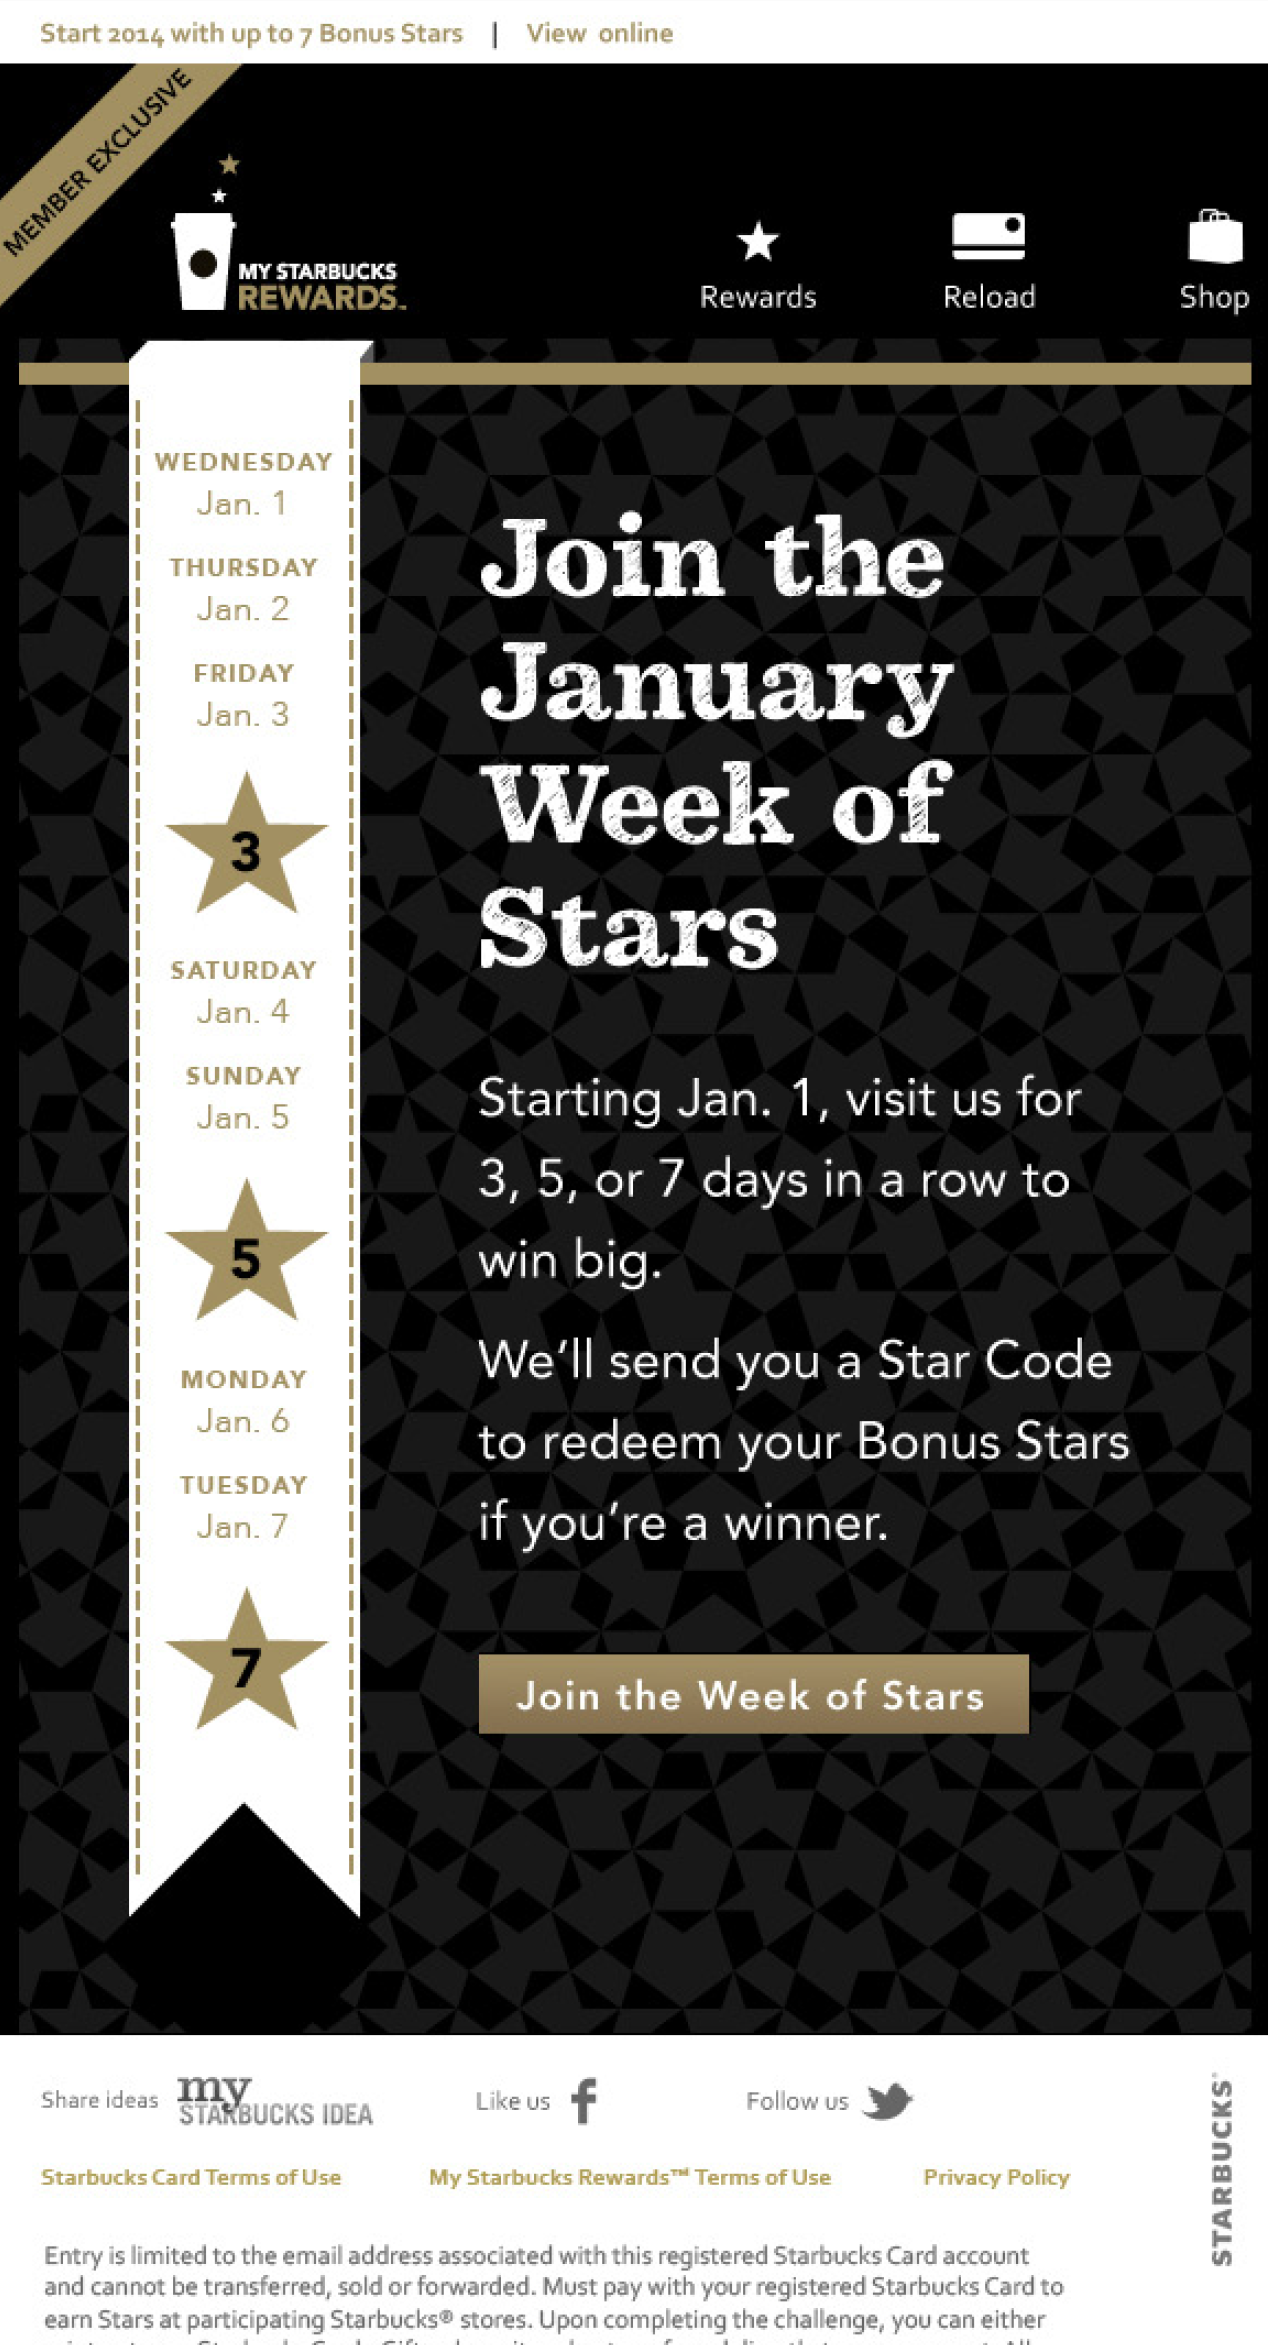 Start 2014 with up to 7 Bonus Stars | View online
MEMBER EXCLUSIVE
MY STARBUCKS
REWARDS™
Rewards
Reload
Shop
WEDNESDAY
Jan. 1
THURSDAY
Jan. 2
FRIDAY
Jan. 3
3
SATURDAY
Jan. 4
SUNDAY
Jan. 5
5
MONDAY
Jan. 6
TUESDAY
Jan. 7
7
Join the
January
Week of
Stars
Starting Jan. 1, visit us for
3, 5, or 7 days in a row to
win big.
We’ll send you a Star Code
to redeem your Bonus Stars
if you’re a winner.
Join the Week of Stars
Share ideas
my
STARBUCKS IDEA
Like us
Follow us
STARBUCKS
Starbucks Card Terms of Use
My Starbucks Rewards™ Terms of Use
Privacy Policy
Entry is limited to the email address associated with this registered Starbucks Card account
and cannot be transferred, sold or forwarded. Must pay with your registered Starbucks Card to
earn Stars at participating Starbucks® stores. Upon completing the challenge, you can either